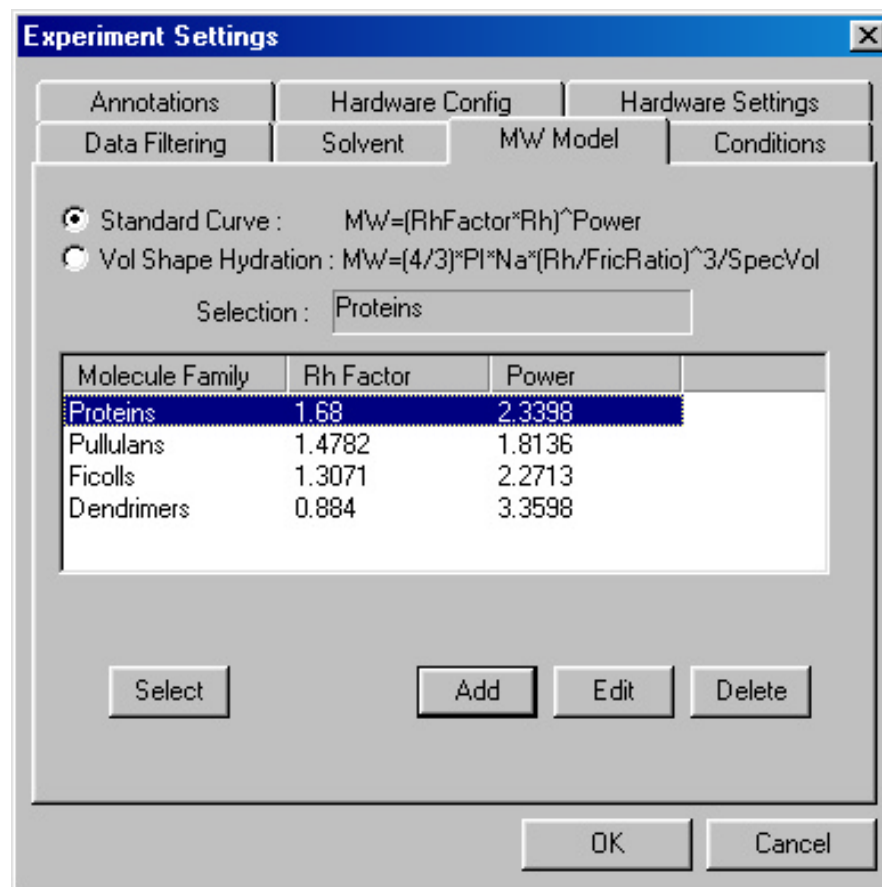 Experiment Settings
Annotations Hardware Config Hardware Settings
Data Filtering Solvent MW Model Conditions
Standard Curve : MW=(RhFactor*Rh)^Power
Vol Shape Hydration : MW=(4/3)*PI*Na*(Rh/FricRatio)^3/SpecVol
Selection : Proteins
Molecule Family Rh Factor Power
Proteins 1.68 2.3398
Pullulans 1.4782 1.8136
Ficolls 1.3071 2.2713
Dendrimers 0.884 3.3598
Select Add Edit Delete
OK Cancel